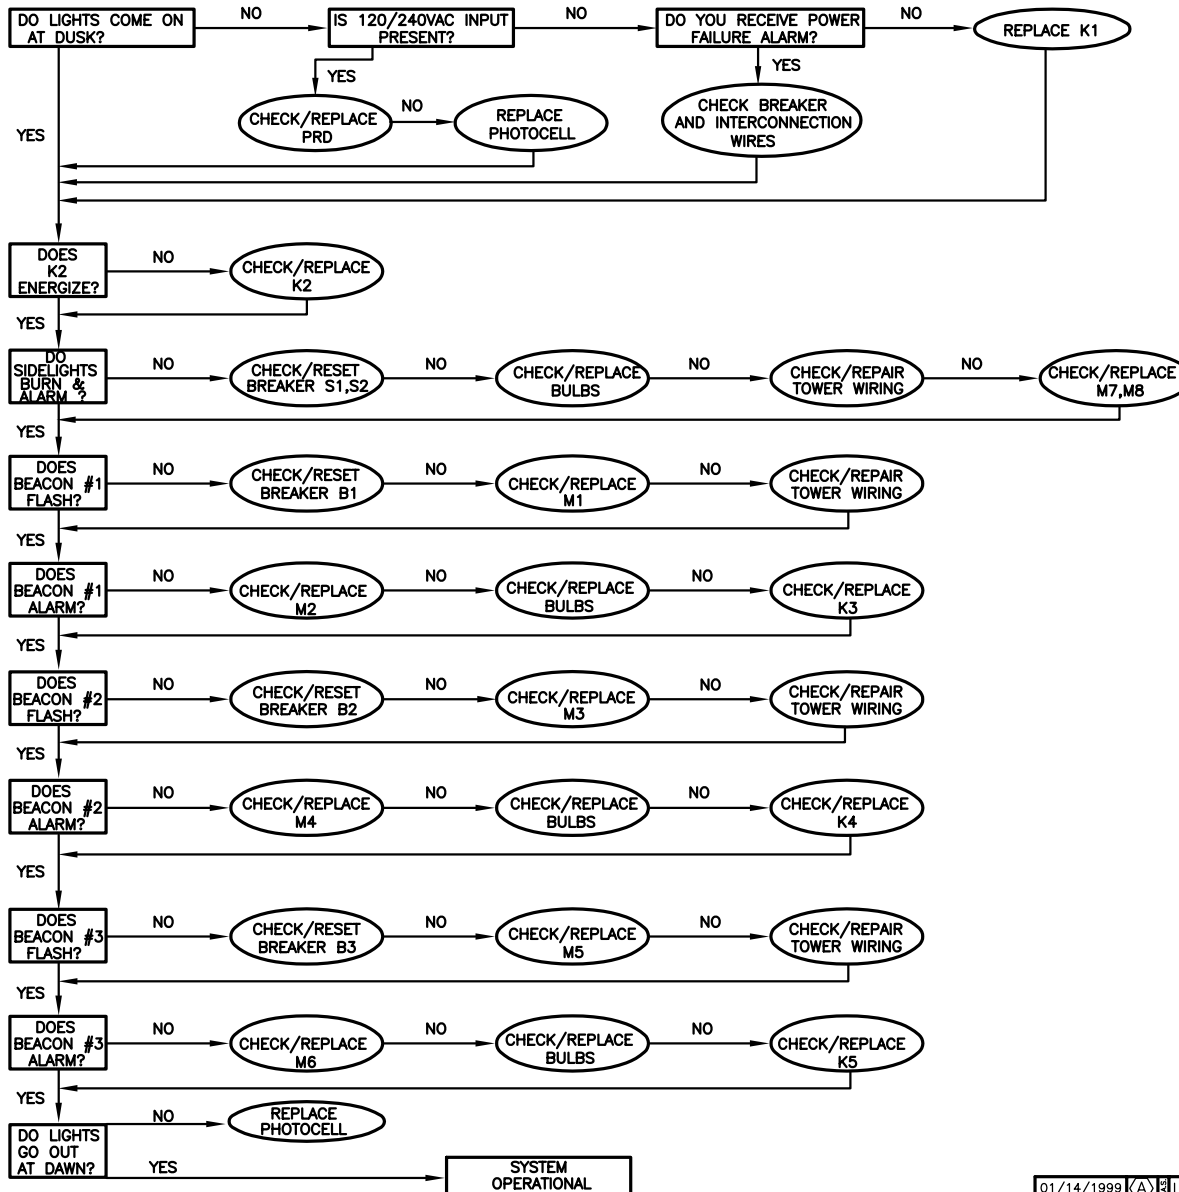 DO LIGHTS COME ON
AT DUSK?
NO
IS 120/240VAC INPUT
PRESENT?
NO
DO YOU RECEIVE POWER
FAILURE ALARM?
NO
REPLACE K1
YES
YES
CHECK/REPLACE
PRD
NO
REPLACE
PHOTOCELL
CHECK BREAKER
AND INTERCONNECTION
WIRES
YES
DOES
K2
ENERGIZE?
NO
CHECK/REPLACE
K2
YES
DO
SIDELIGHTS
BURN &
ALARM ?
NO
CHECK/RESET
BREAKER S1,S2
NO
CHECK/REPLACE
BULBS
NO
CHECK/REPAIR
TOWER WIRING
NO
CHECK/REPLACE
M7,M8
YES
DOES
BEACON #1
FLASH?
NO
CHECK/RESET
BREAKER B1
NO
CHECK/REPLACE
M1
NO
CHECK/REPAIR
TOWER WIRING
YES
DOES
BEACON #1
ALARM?
NO
CHECK/REPLACE
M2
NO
CHECK/REPLACE
BULBS
NO
CHECK/REPLACE
K3
YES
DOES
BEACON #2
FLASH?
NO
CHECK/RESET
BREAKER B2
NO
CHECK/REPLACE
M3
NO
CHECK/REPAIR
TOWER WIRING
YES
DOES
BEACON #2
ALARM?
NO
CHECK/REPLACE
M4
NO
CHECK/REPLACE
BULBS
NO
CHECK/REPLACE
K4
YES
DOES
BEACON #3
FLASH?
NO
CHECK/RESET
BREAKER B3
NO
CHECK/REPLACE
M5
NO
CHECK/REPAIR
TOWER WIRING
YES
DOES
BEACON #3
ALARM?
NO
CHECK/REPLACE
M6
NO
CHECK/REPLACE
BULBS
NO
CHECK/REPLACE
K5
YES
DO LIGHTS
GO OUT
AT DAWN?
NO
REPLACE
PHOTOCELL
YES
SYSTEM
OPERATIONAL
01/14/1999 A